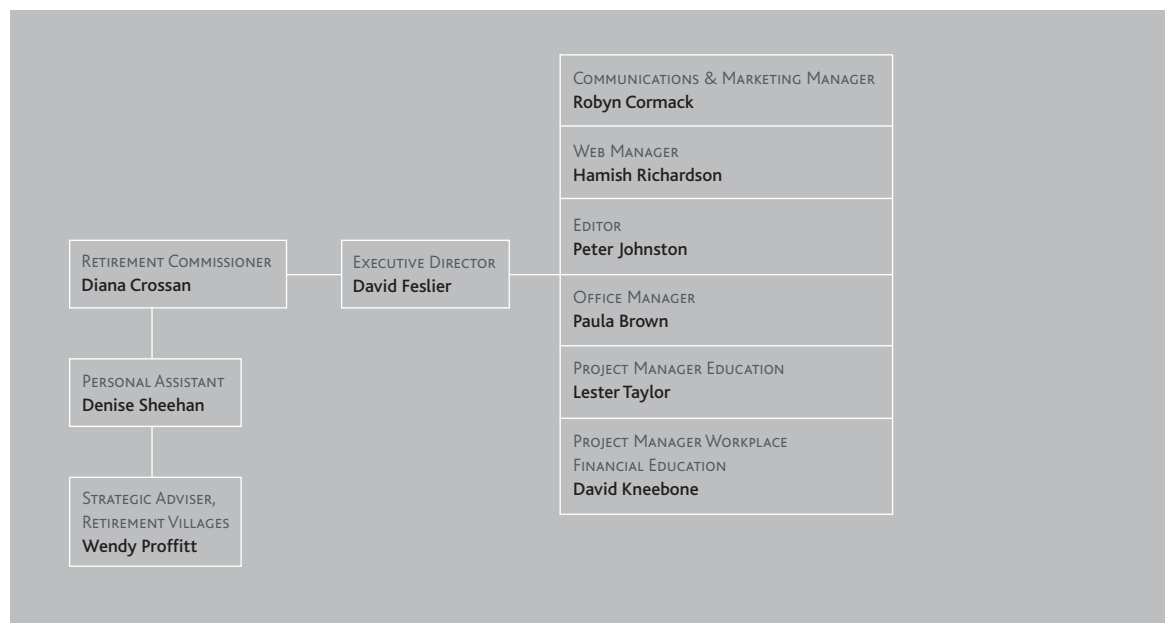 Retirement Commissioner
Diana Crossan
Personal Assistant
Denise Sheehan
Strategic Adviser,
Retirement Villages
Wendy Proffitt
Executive Director
David Feslier
Communications & Marketing Manager
Robyn Cormack
Web Manager
Hamish Richardson
Editor
Peter Johnston
Office Manager
Paula Brown
Project Manager Education
Lester Taylor
Project Manager Workplace
Financial Education
David Kneebone